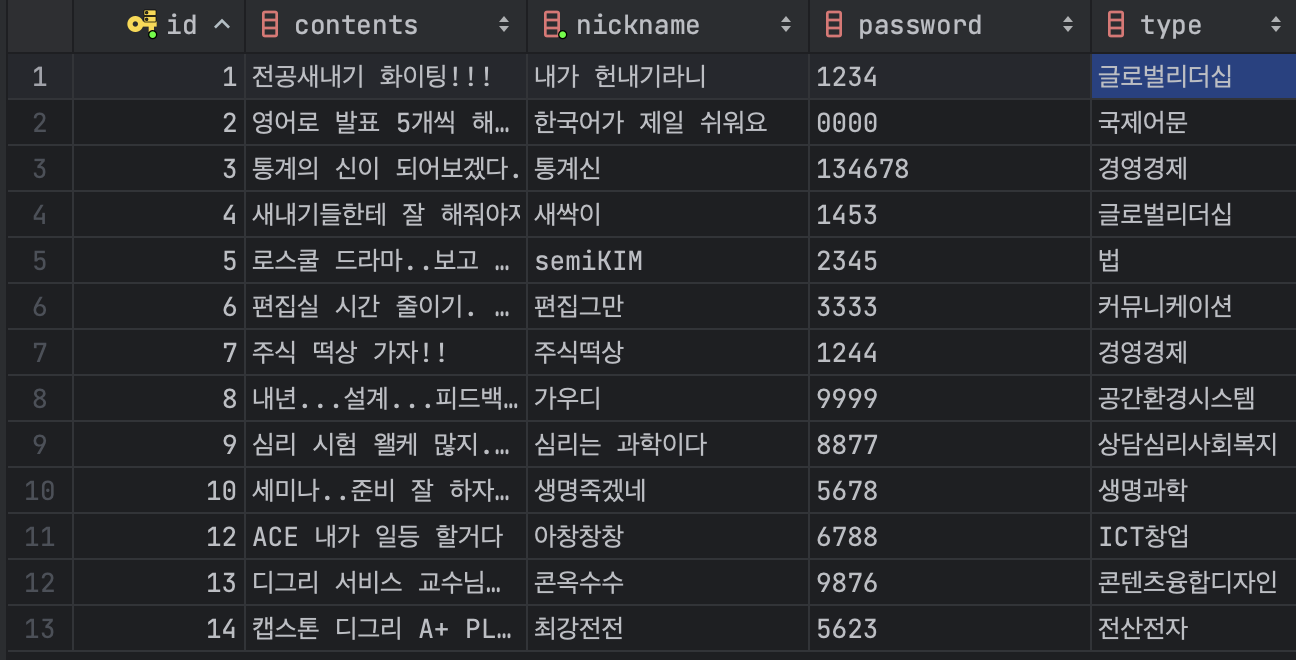 id contents nickname password type
1 1 전공새내기 화이팅!!! 내가 헌내기라니 1234 글로벌리더십
2 2 영어로 발표 5개씩 해… 한국어가 제일 쉬워요 0000 국제어문
3 3 통계의 신이 되어보겠다. 통계신 134678 경영경제
4 4 새내기들한테 잘 해줘야지 새싹이 1453 글로벌리더십
5 5 로스쿨 드라마..보고 … semiKIM 2345 법
6 6 편집실 시간 줄이기. … 편집그만 3333 커뮤니케이션
7 7 주식 떡상 가자!! 주식떡상 1244 경영경제
8 8 내년...설계...피드백… 가우디 9999 공간환경시스템
9 9 심리 시험 왤케 많지.… 심리는 과학이다 8877 상담심리사회복지
10 10 세미나..준비 잘 하자… 생명죽겠네 5678 생명과학
11 12 ACE 내가 일등 할거다 아창창창 6788 ICT창업
12 13 디그리 서비스 교수님… 콘옥수수 9876 콘텐츠융합디자인
13 14 캡스톤 디그리 A+ PL… 최강전전 5623 전산전자